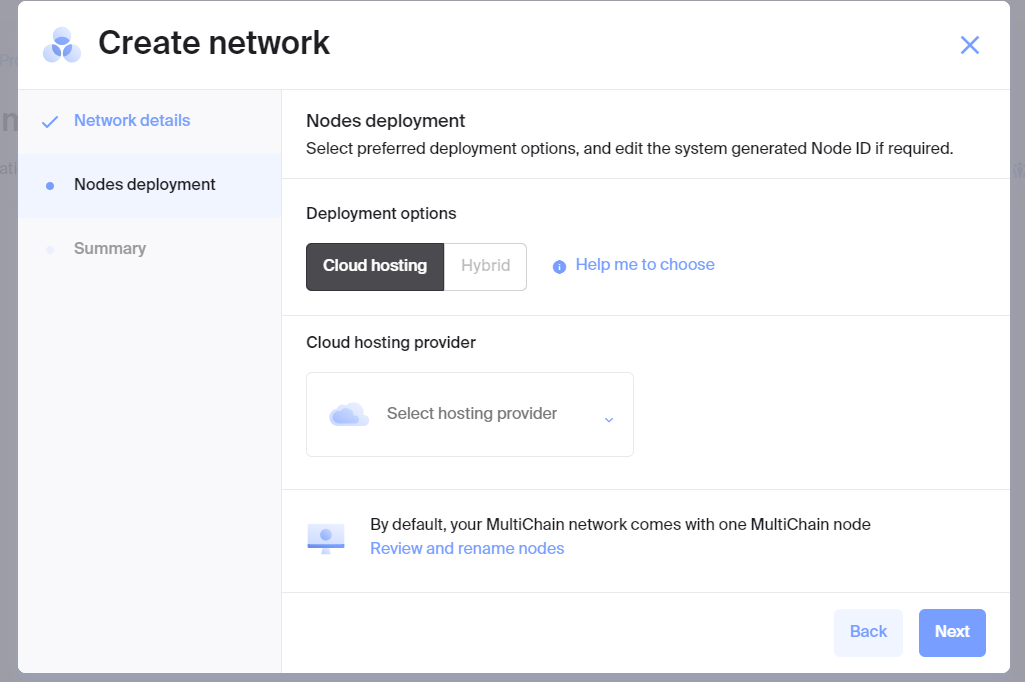 Create network
Network details
Nodes deployment
Summary
Nodes deployment
Select preferred deployment options, and edit the system generated Node ID if required.
Deployment options
Cloud hosting
Hybrid
Help me to choose
Cloud hosting provider
Select hosting provider
By default, your MultiChain network comes with one MultiChain node
Review and rename nodes
Back
Next